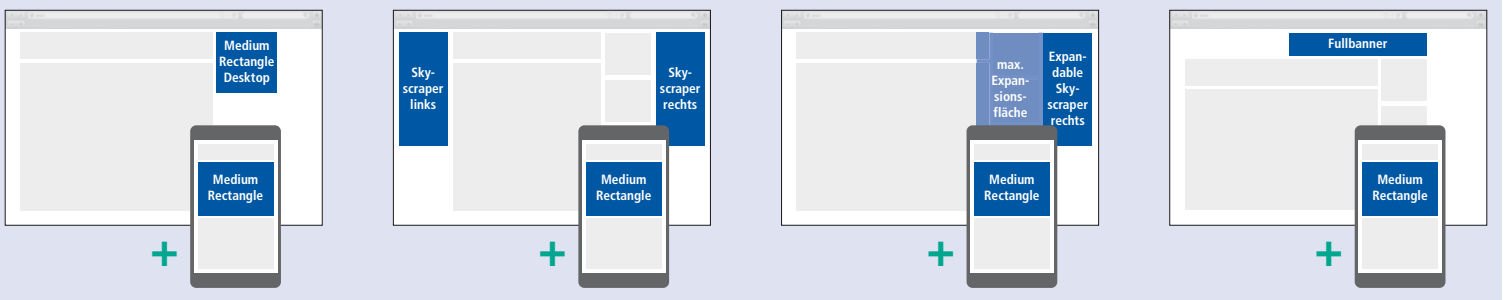 Medium
Rectangle
Desktop
Medium
Rectangle
+
Sky-
scraper
links
Sky-
scraper
rechts
Medium
Rectangle
+
max.
Expan-
sions-
fläche
Expan-
dable
Sky-
scraper
rechts
Medium
Rectangle
+
Fullbanner
Medium
Rectangle
+